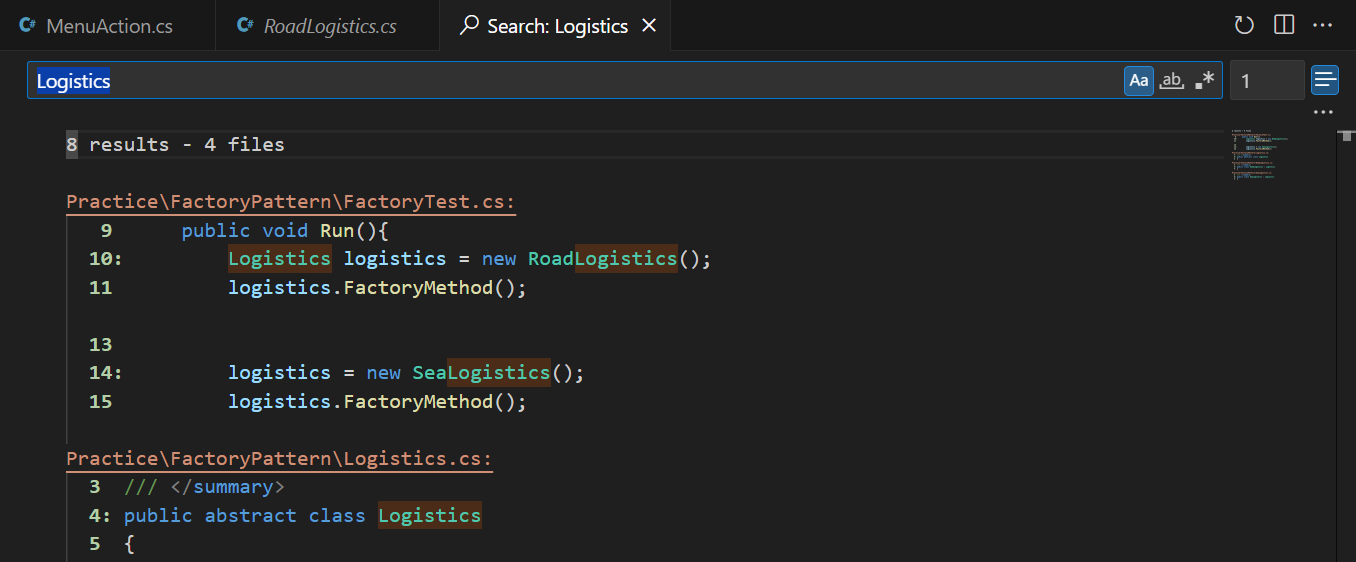 C# MenuAction.cs C# RoadLogistics.cs Search: Logistics
Logistics Aa ab .* 1
8 results - 4 files
Practice\FactoryPattern\FactoryTest.cs:
9 public void Run(){
10: Logistics logistics = new RoadLogistics();
11 logistics.FactoryMethod();
13
14: logistics = new SeaLogistics();
15 logistics.FactoryMethod();
Practice\FactoryPattern\Logistics.cs:
3 /// </summary>
4: public abstract class Logistics
5 {